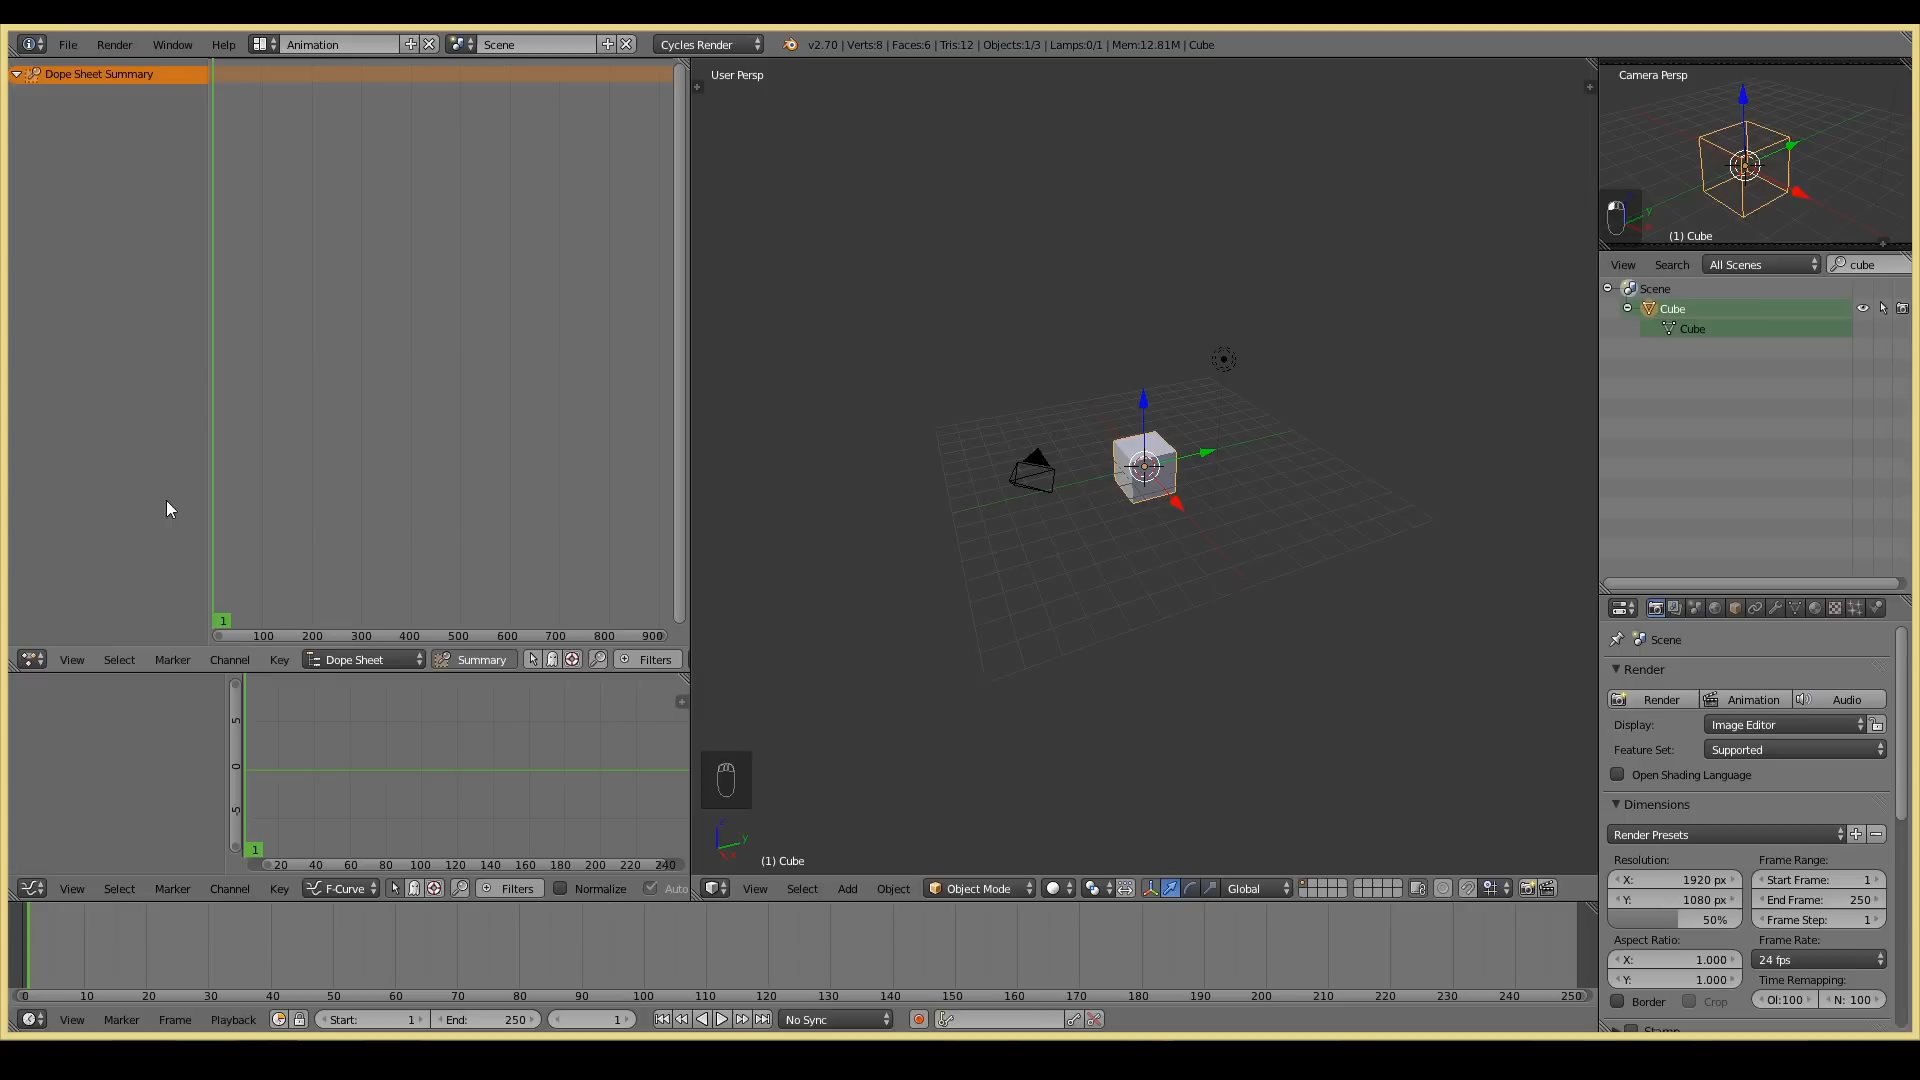 File Render Window Help Animation Scene Cycles Render v2.70 | Verts:8 | Faces:6 | Tris:12 | Objects:1/3 | Lamps:0/1 | Mem:12.81M | Cube
Dope Sheet Summary
1
100 200 300 400 500 600 700 800 900
View Select Marker Channel Key Dope Sheet Summary Filters
5
0
-5
1
20 40 60 80 100 120 140 160 180 200 220 240
View Select Marker Channel Key F-Curve Filters Normalize Auto
User Persp
z
y
x
(1) Cube
View Select Add Object Object Mode Global
Camera Persp
y
(1) Cube
View Search All Scenes cube
Scene
Cube
Cube
Scene
Render
Render Animation Audio
Display: Image Editor
Feature Set: Supported
Open Shading Language
Dimensions
Render Presets
Resolution: Frame Range:
X: 1920 px Start Frame: 1
Y: 1080 px End Frame: 250
50% Frame Step: 1
Aspect Ratio: Frame Rate:
X: 1.000 24 fps
Y: 1.000 Time Remapping:
Border Crop Ol:100 N: 100
Stamp
0 10 20 30 40 50 60 70 80 90 100 110 120 130 140 150 160 170 180 190 200 210 220 230 240 250
View Marker Frame Playback Start: 1 End: 250 1 No Sync